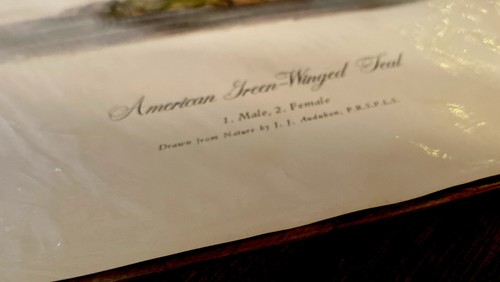 American Green-Winged Teal
1. Male, 2. Female
Drawn from Nature by J. J. Audubon, F.R.S.F.L.S.